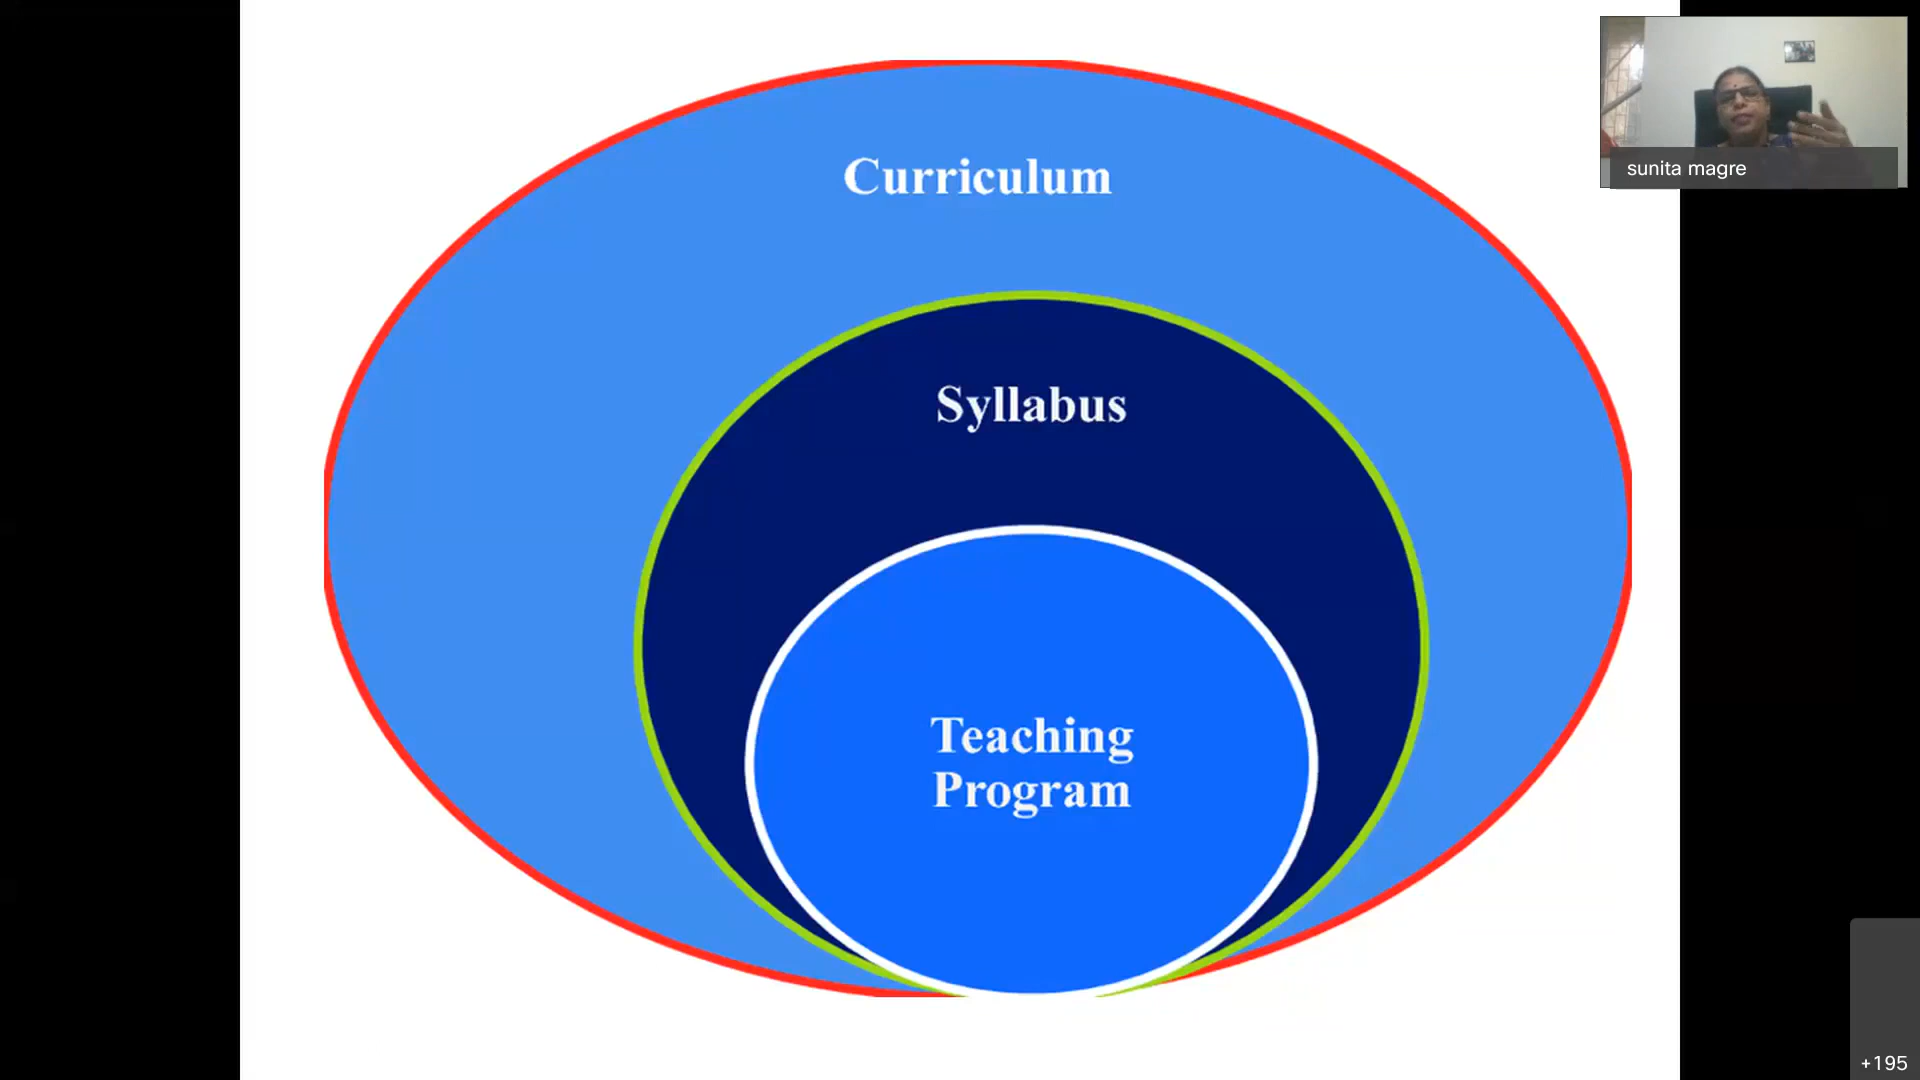 Curriculum
sunita magre
Syllabus
Teaching
Program
+195